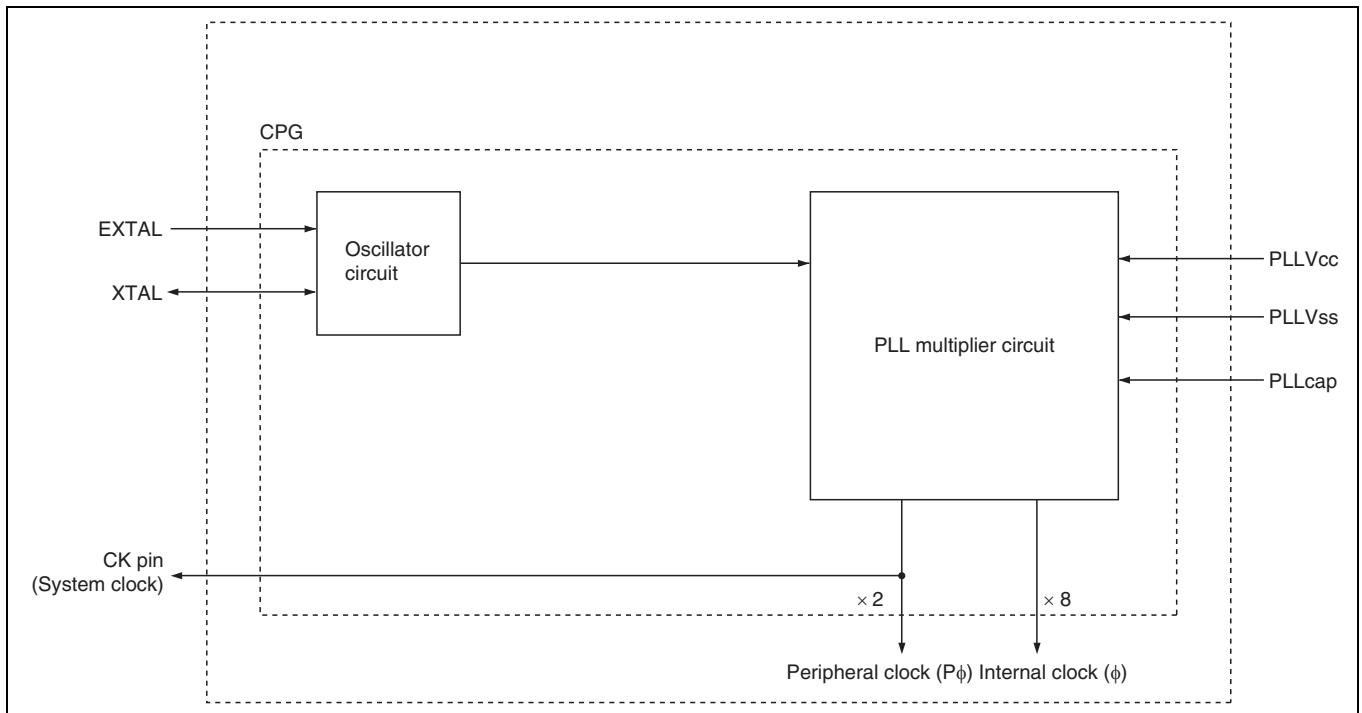 CPG
EXTAL
XTAL
Oscillator
circuit
PLL multiplier circuit
PLLVcc
PLLVss
PLLcap
CK pin
(System clock)
× 2
× 8
Peripheral clock (Pϕ) Internal clock (ϕ)